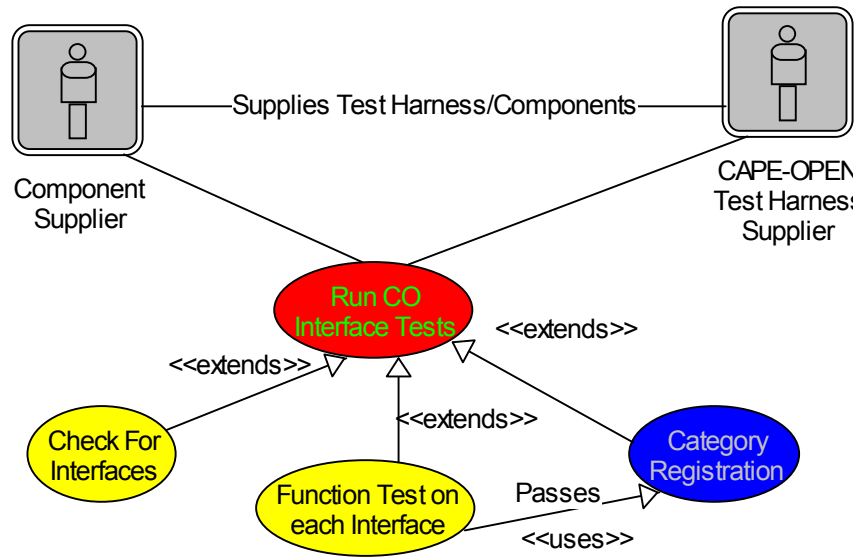 Supplies Test Harness/Components
Component
Supplier
CAPE-OPEN
Test Harness
Supplier
Run CO
Interface Tests
<<extends>>
<<extends>>
<<extends>>
Check For
Interfaces
Function Test on
each Interface
Category
Registration
Passes
<<uses>>